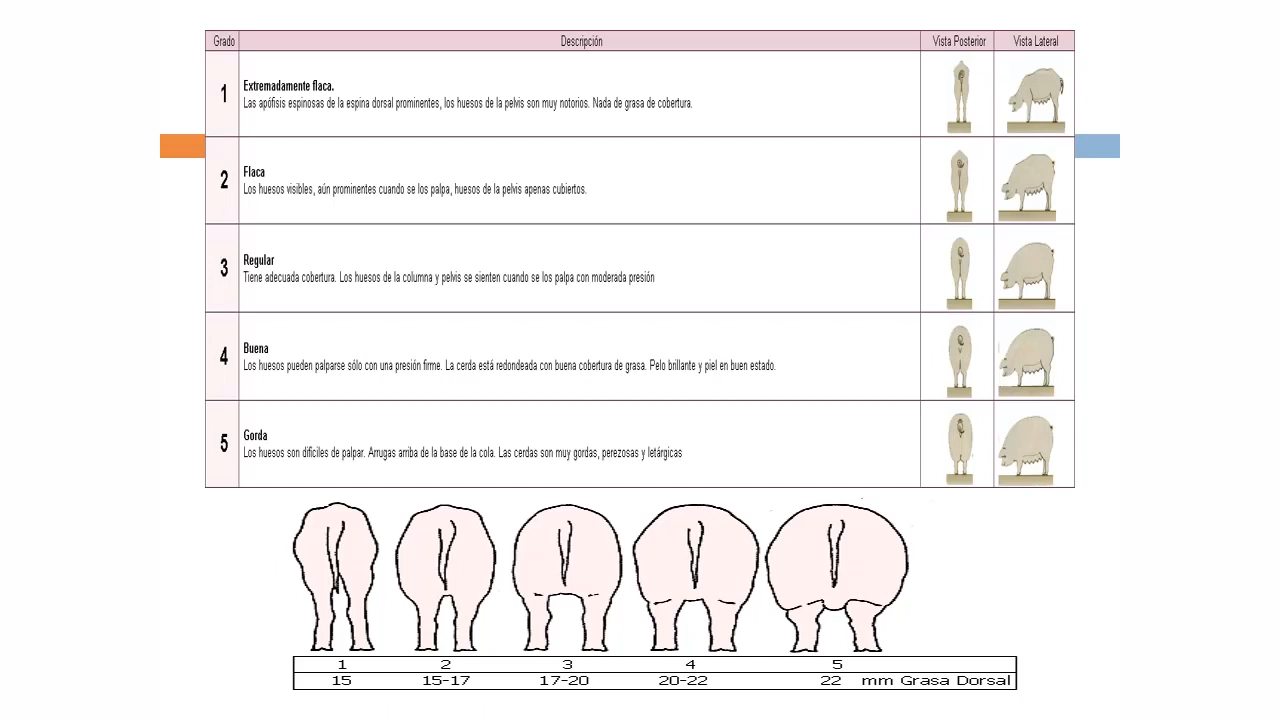 Grado Descripción Vista Posterior Vista Lateral
1
Extremadamente flaca.
Las apófisis espinosas de la espina dorsal prominentes, los huesos de la pelvis son muy notorios. Nada de grasa de cobertura.
2
Flaca
Los huesos visibles, aún prominentes cuando se los palpa, huesos de la pelvis apenas cubiertos.
3
Regular
Tiene adecuada cobertura. Los huesos de la columna y pelvis se sienten cuando se los palpa con moderada presión
4
Buena
Los huesos pueden palparse sólo con una presión firme. La cerda está redondeada con buena cobertura de grasa. Pelo brillante y piel en buen estado.
5
Gorda
Los huesos son difíciles de palpar. Arrugas arriba de la base de la cola. Las cerdas son muy gordas, perezosas y letárgicas
1 2 3 4 5
15 15-17 17-20 20-22 22 mm Grasa Dorsal